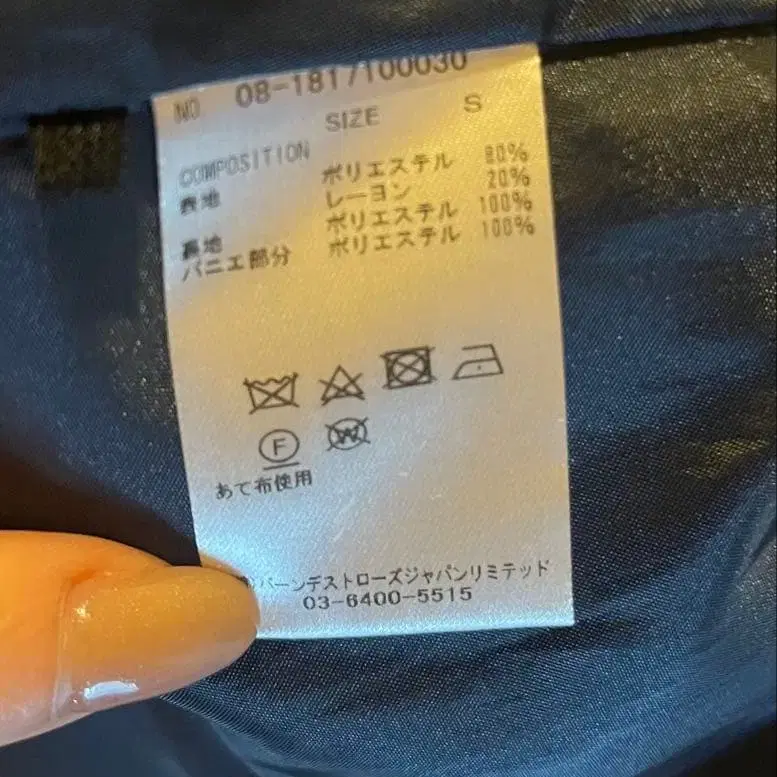 NO. 08-1817100030
SIZE S
COMPOSITION
表地 ポリエステル 80%
レーヨン 20%
裏地 ポリエステル 100%
パニエ部分 ポリエステル 100%
F W
あて布使用
バーンデストローズジャパンリミテッド
03-6400-5515